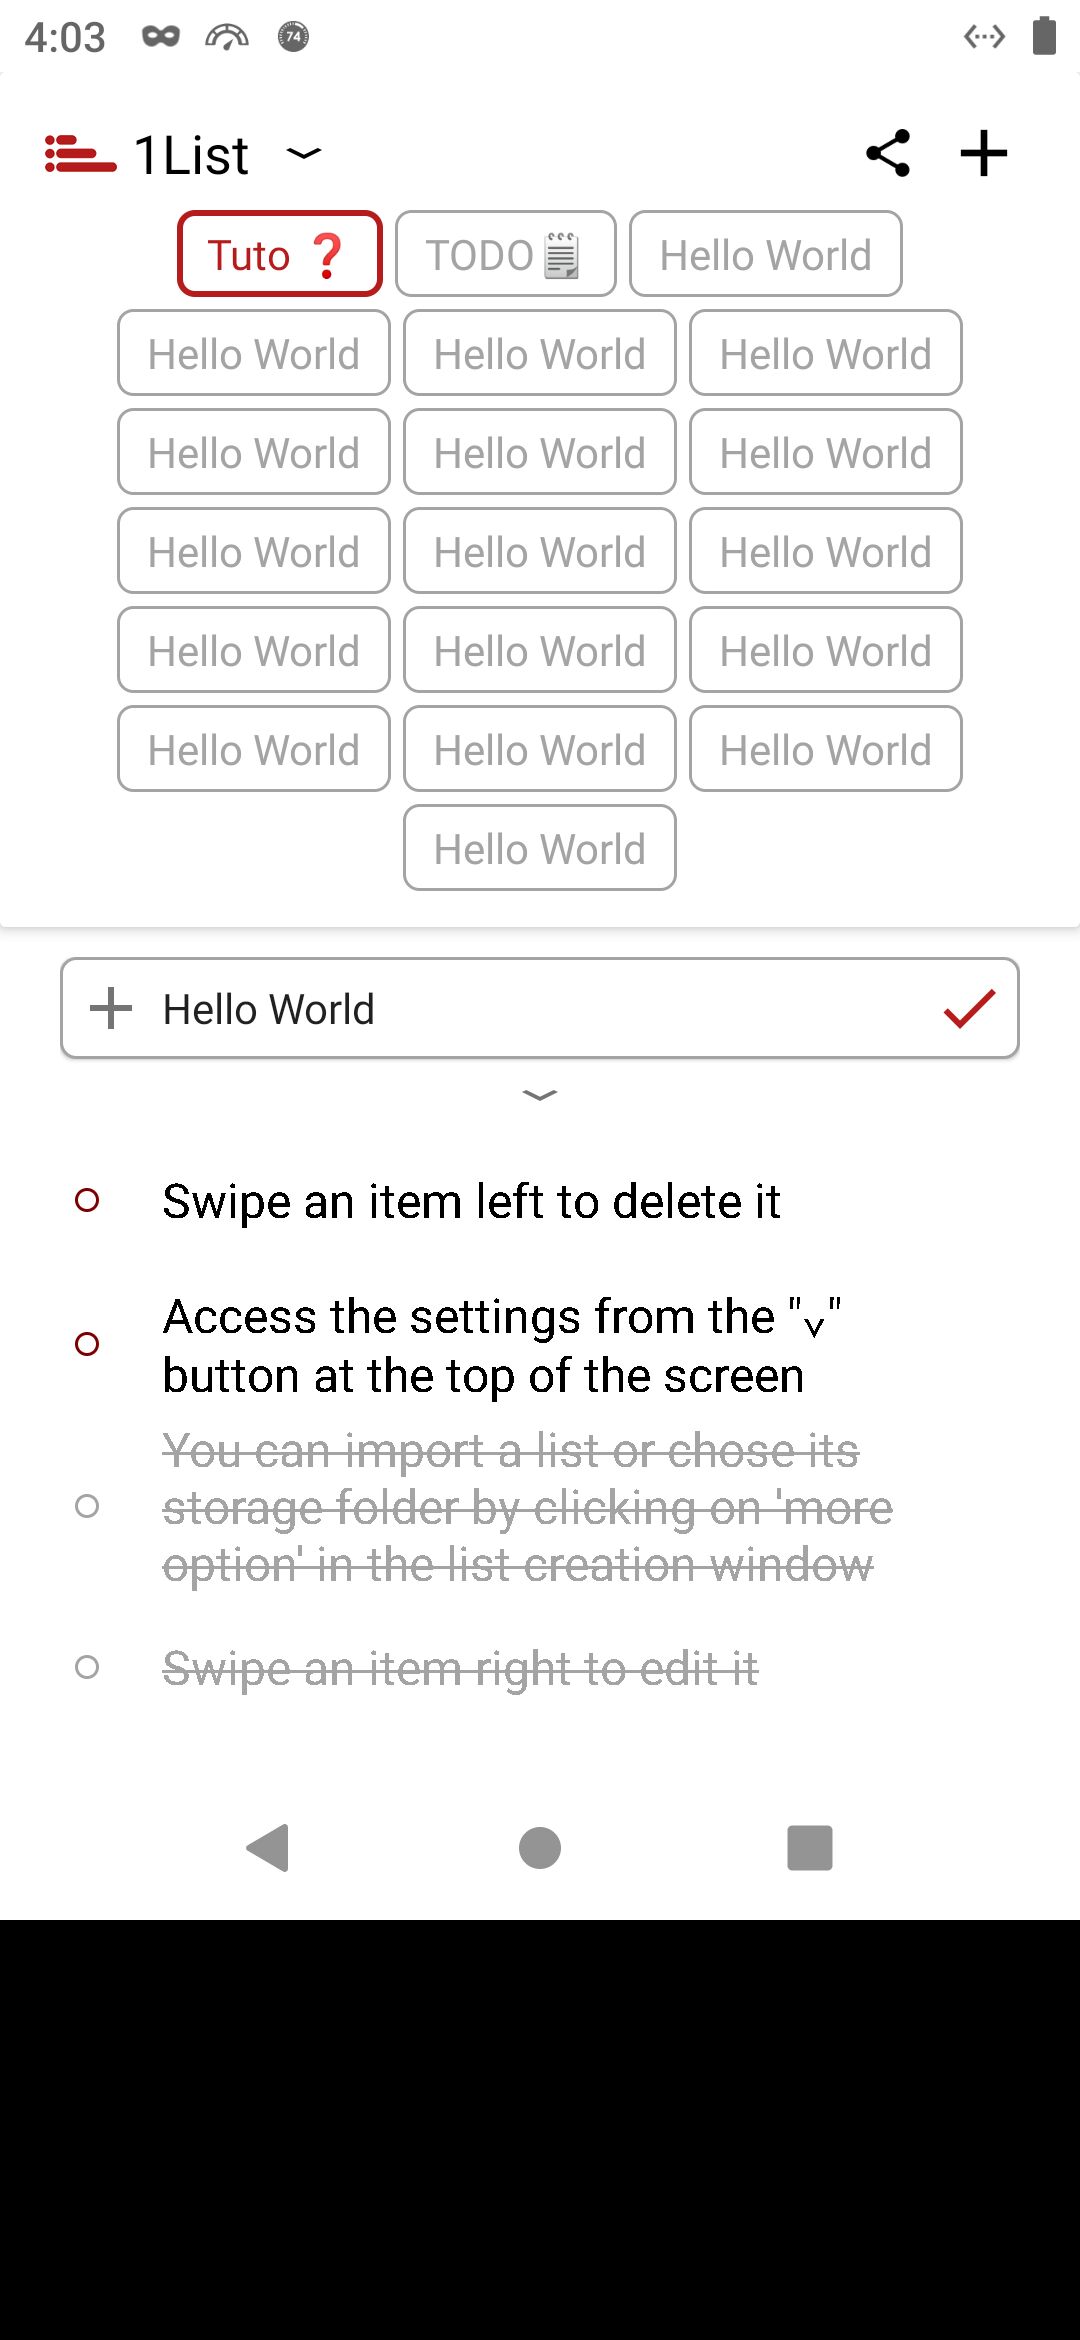 4:03
74
1List
Tuto ❓ TODO Hello World
Hello World Hello World Hello World
Hello World Hello World Hello World
Hello World Hello World Hello World
Hello World Hello World Hello World
Hello World Hello World Hello World
Hello World
Hello World
Swipe an item left to delete it
Access the settings from the "v"
button at the top of the screen
You can import a list or chose its
storage folder by clicking on 'more
option' in the list creation window
Swipe an item right to edit it